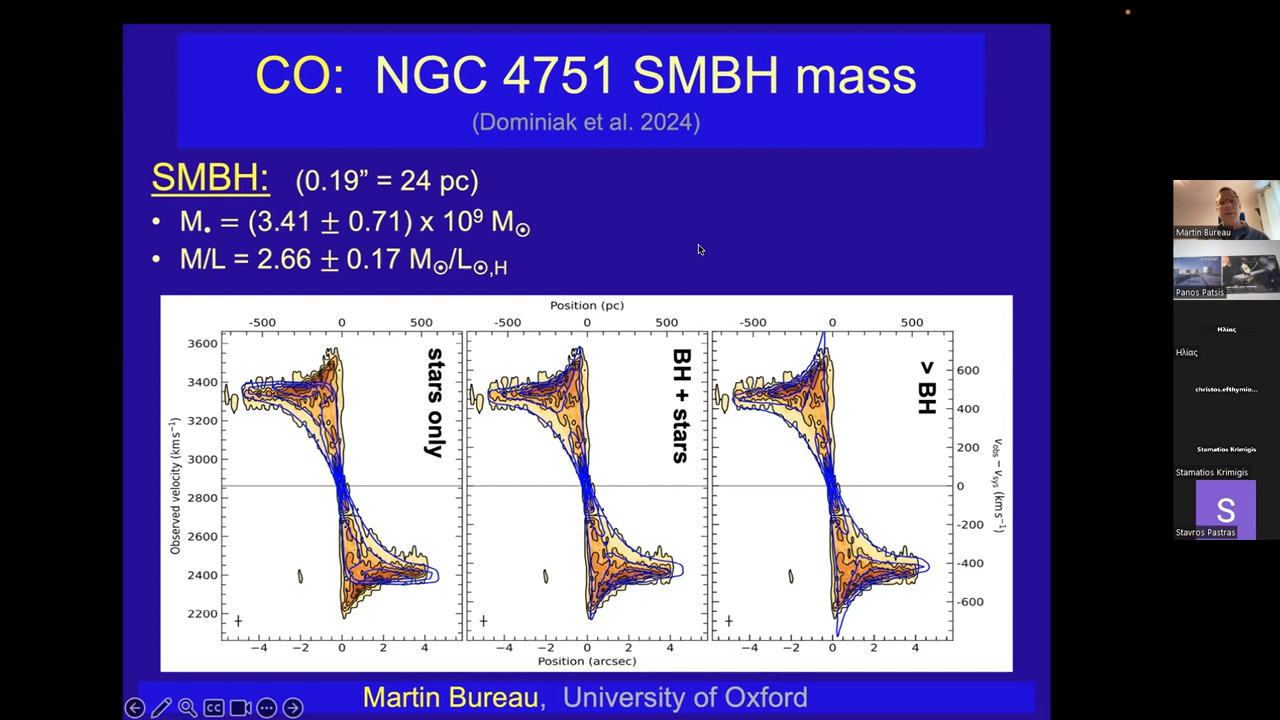 CO: NGC 4751 SMBH mass
(Dominiak et al. 2024)
SMBH: (0.19” = 24 pc)
• M• = (3.41 ± 0.71) x 10⁹ M☉
• M/L = 2.66 ± 0.17 M☉/L☉,H
Position (pc)
-500 0 500 -500 0 500 -500 0 500
3600
3400
3200
3000
2800
2600
2400
2200
Observed velocity (km s⁻¹)
stars only
BH + stars
> BH
600
400
200
0
-200
-400
-600
vobs − vsys (km s⁻¹)
−4 −2 0 2 4 −4 −2 0 2 4 −4 −2 0 2 4
Position (arcsec)
Martin Bureau, University of Oxford
CC
Martin Bureau
Panos Patsis
Ηλίας
Ηλίας
christos.efthymio...
Stamatios Krimigis
Stamatios Krimigis
S
Stavros Pastras